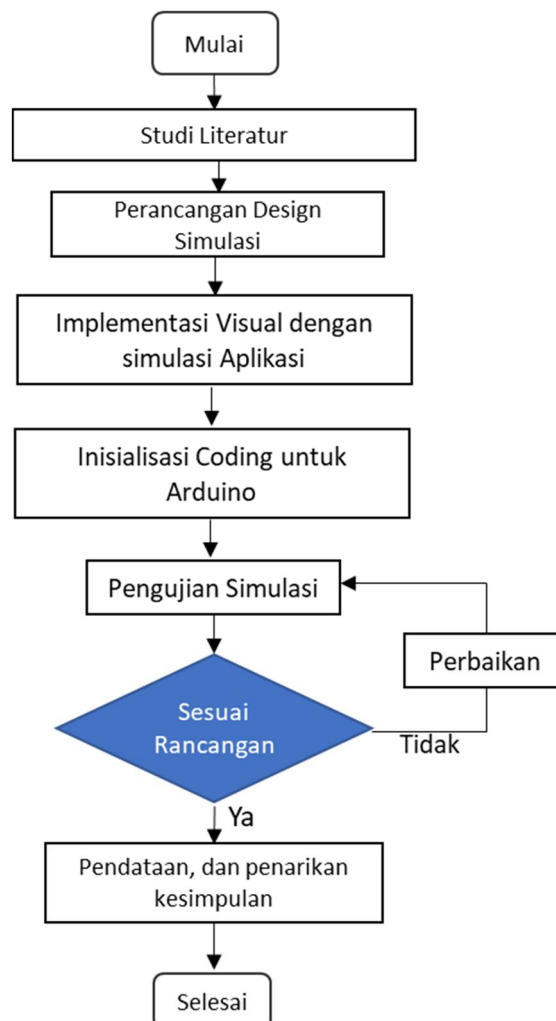 Mulai
Studi Literatur
Perancangan Design
Simulasi
Implementasi Visual dengan
simulasi Aplikasi
Inisialisasi Coding untuk
Arduino
Pengujian Simulasi
Perbaikan
Sesuai
Rancangan
Tidak
Ya
Pendataan, dan penarikan
kesimpulan
Selesai